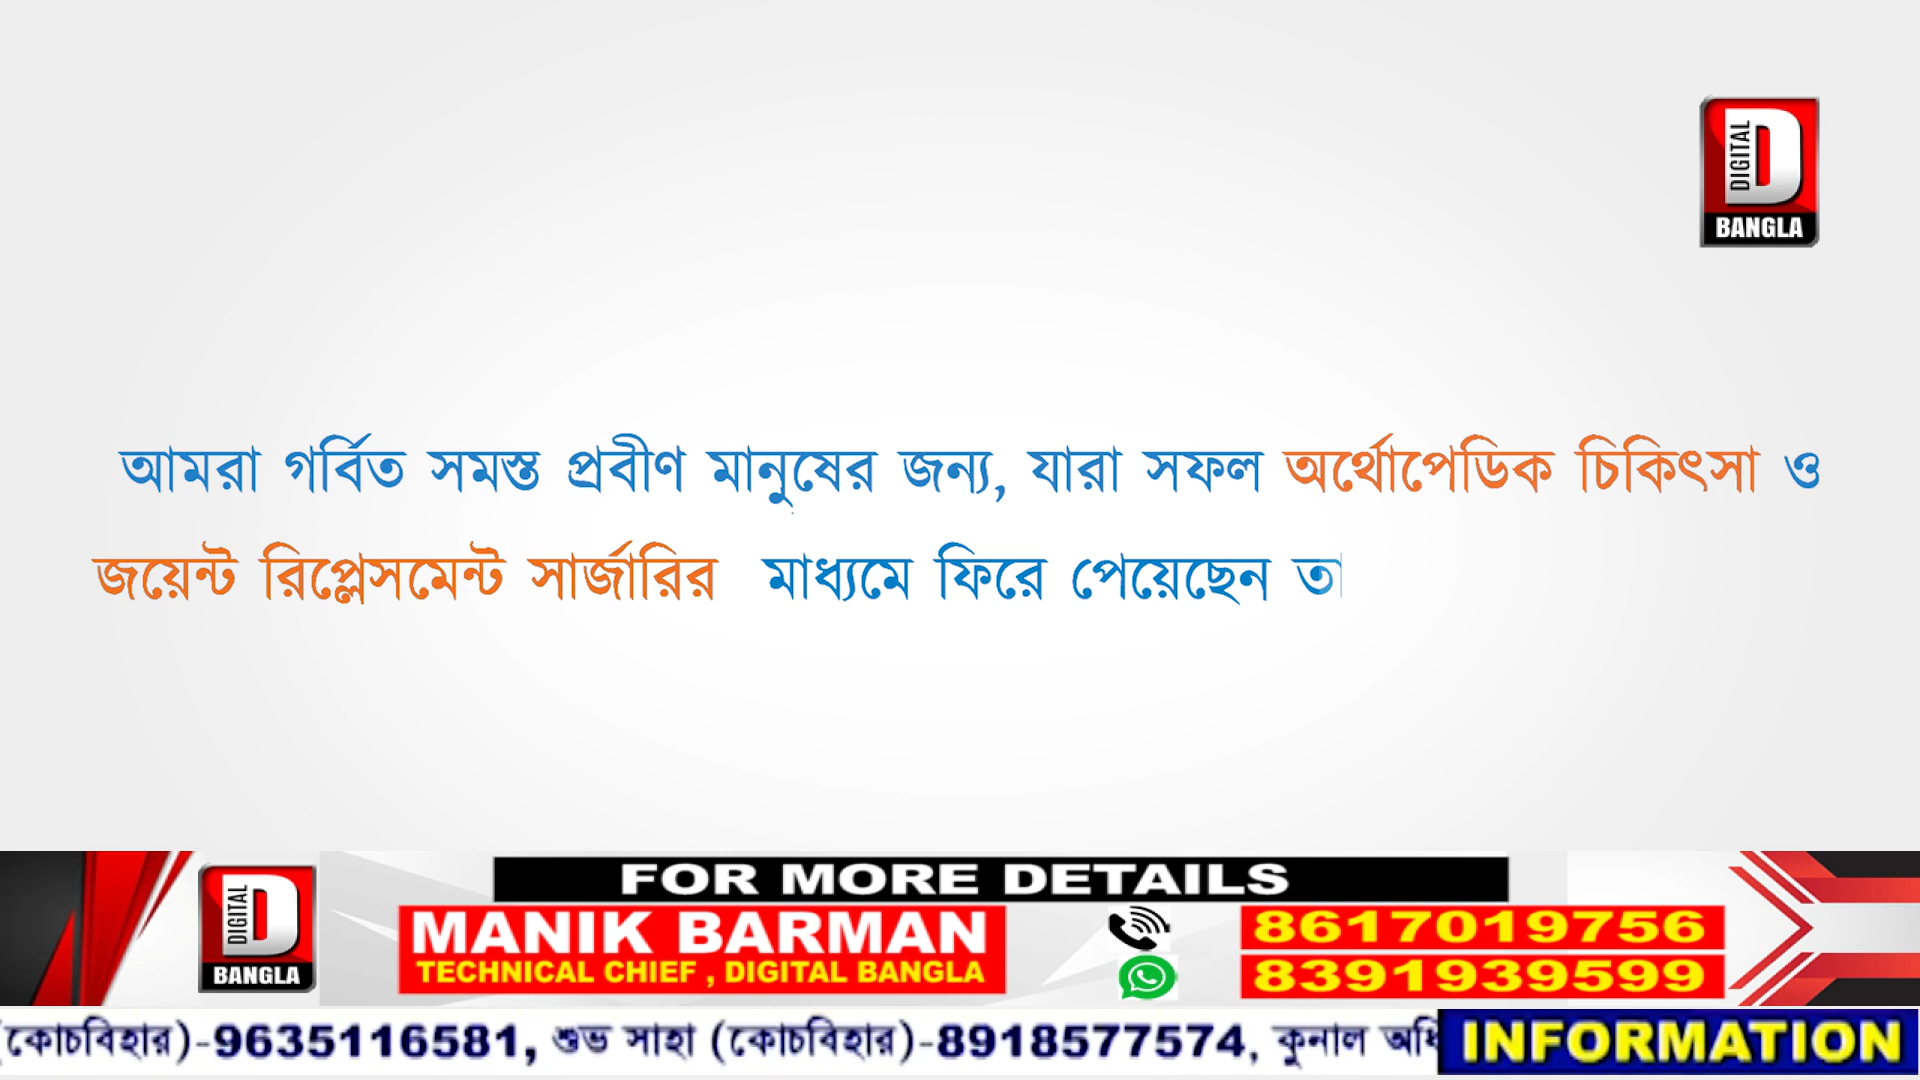 DIGITAL
BANGLA
আমরা গর্বিত সমস্ত প্রবীণ মানুষের জন্য, যারা সফল অর্থোপেডিক চিকিৎসা ও
জয়েন্ট রিপ্লেসমেন্ট সার্জারির মাধ্যমে ফিরে পেয়েছেন
FOR MORE DETAILS
DIGITAL
BANGLA
MANIK BARMAN
TECHNICAL CHIEF, DIGITAL BANGLA
8617019756
8391939599
(কোচবিহার)-9635116581, শুভ সাহা (কোচবিহার)-8918577574, কুনাল
INFORMATION